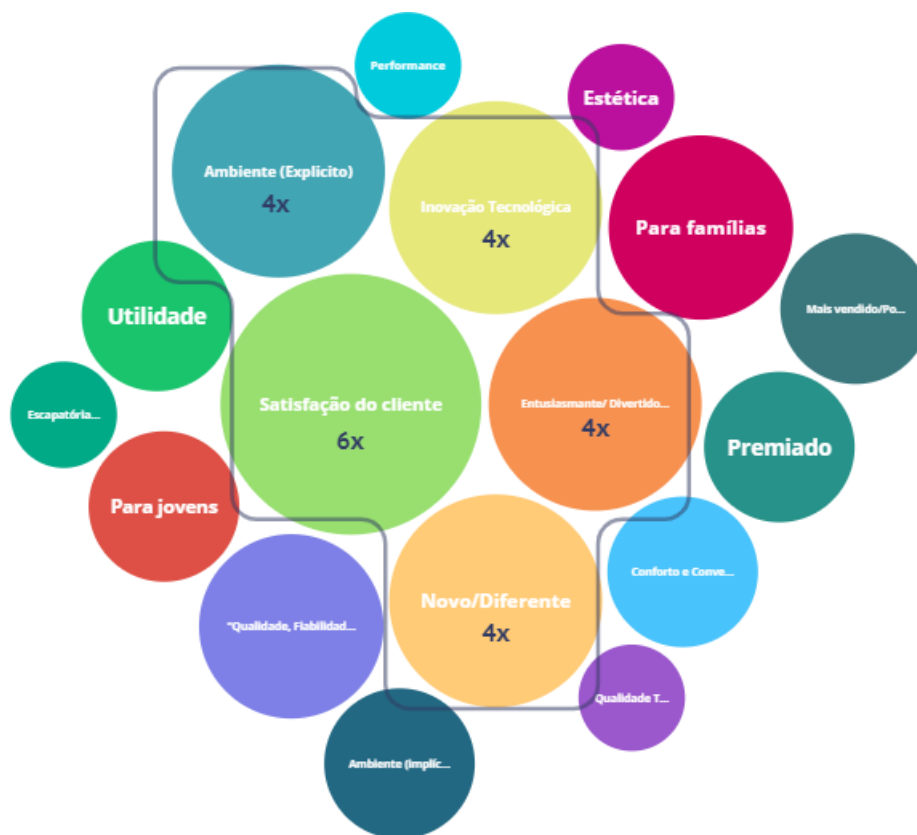 Performance
Estética
Ambiente (Explicito)
4x
Inovação Tecnológica
4x
Para famílias
Mais vendido/Po...
Utilidade
Satisfação do cliente
6x
Entusiasmante/ Divertido...
4x
Escapatória...
Premiado
Para jovens
Conforto e Conve...
Novo/Diferente
4x
"Qualidade, Fiabilidad...
Qualidade T...
Ambiente (Implíc...